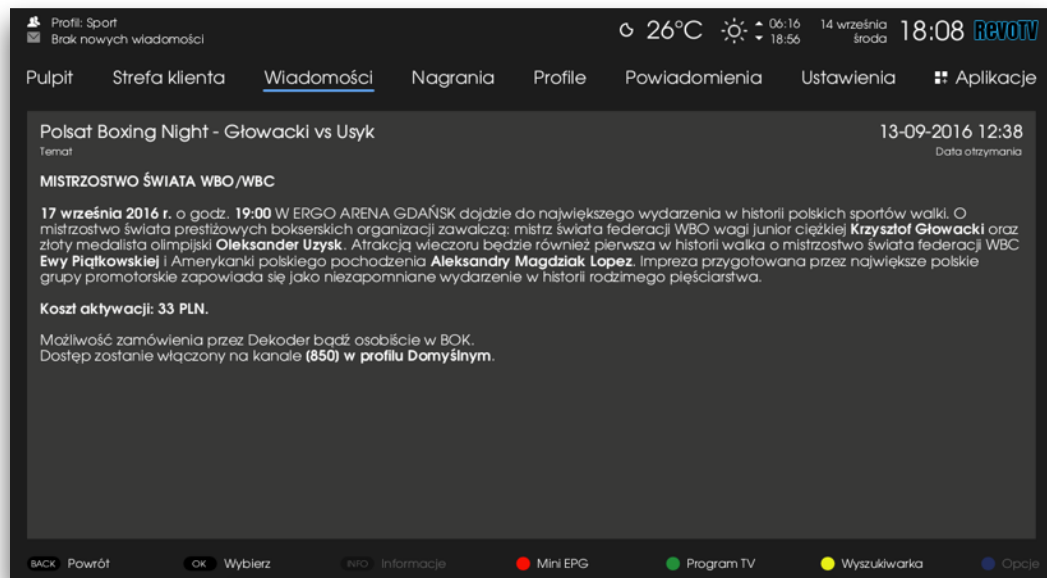 Profil: Sport
Brak nowych wiadomości
26°C
06:16
18:56
14 września
środa
18:08
RevoTV
Pulpit Strefa klienta Wiadomości Nagrania Profile Powiadomienia Ustawienia Aplikacje
Polsat Boxing Night - Głowacki vs Usyk
Temat
13-09-2016 12:38
Data otrzymania
MISTRZOSTWO ŚWIATA WBO/WBC
17 września 2016 r. o godz. 19:00 W ERGO ARENA GDAŃSK dojdzie do największego wydarzenia w historii polskich sportów walki. O
mistrzostwo świata prestiżowych bokserskich organizacji zawalczą: mistrz świata federacji WBO wagi junior ciężkiej Krzysztof Głowacki oraz
złoty medalista olimpijski Oleksander Uzysk. Atrakcją wieczoru będzie również pierwsza w historii walka o mistrzostwo świata federacji WBC
Ewy Piątkowskiej i Amerykanki polskiego pochodzenia Aleksandry Magdziak Lopez. Impreza przygotowana przez największe polskie
grupy promotorskie zapowiada się jako niezapomniane wydarzenie w historii rodzimego pięściarstwa.
Koszt aktywacji: 33 PLN.
Możliwość zamówienia przez Dekoder bądź osobiście w BOK.
Dostęp zostanie włączony na kanale (850) w profilu Domyślnym.
BACK Powrót OK Wybierz INFO Informacje Mini EPG Program TV Wyszukiwarka Opcje